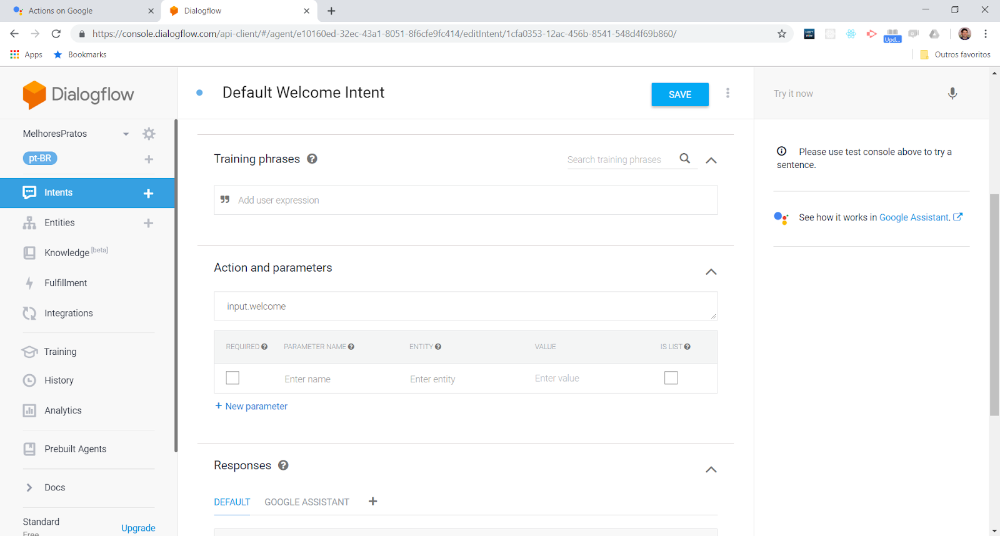 Actions on Google
Dialogflow
https://console.dialogflow.com/api-client/#/agent/e10160ed-32ec-43a1-8051-8f6cfe9fc414/editIntent/1cfa0353-12ac-456b-8541-548d4f69b860/
Upd...
Apps
Bookmarks
Outros favoritos
Dialogflow
Default Welcome Intent
SAVE
Try it now
MelhoresPratos
pt-BR
Intents
Entities
Knowledge [beta]
Fulfillment
Integrations
Training
History
Analytics
Prebuilt Agents
Docs
Standard
Free
Upgrade
Training phrases
Search training phrases
Add user expression
Action and parameters
input.welcome
REQUIRED PARAMETER NAME ENTITY VALUE IS LIST
Enter name Enter entity Enter value
+ New parameter
Responses
DEFAULT GOOGLE ASSISTANT +
Please use test console above to try a
sentence.
See how it works in Google Assistant.